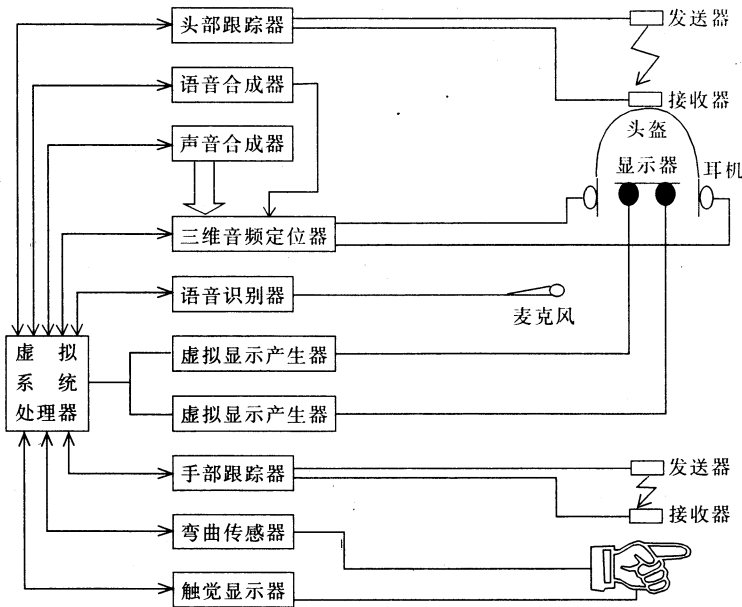 头部跟踪器
发送器
语音合成器
接收器
头盔
声音合成器
显示器
耳机
三维音频定位器
语音识别器
麦克风
虚拟
系统
处理器
虚拟显示产生器
虚拟显示产生器
手部跟踪器
发送器
接收器
弯曲传感器
触觉显示器